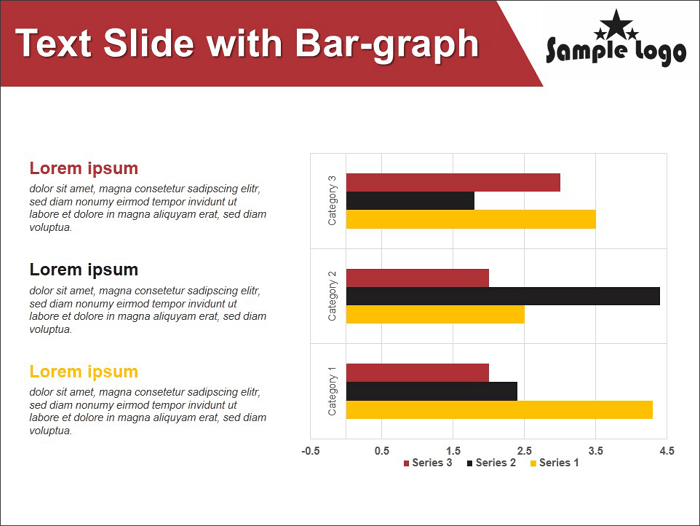 Text Slide with Bar-graph
Sample Logo
Lorem ipsum
dolor sit amet, magna consetetur sadipscing elitr,
sed diam nonumy eirmod tempor invidunt ut
labore et dolore in magna aliquyam erat, sed diam
voluptua.
Lorem ipsum
dolor sit amet, magna consetetur sadipscing elitr,
sed diam nonumy eirmod tempor invidunt ut
labore et dolore in magna aliquyam erat, sed diam
voluptua.
Lorem ipsum
dolor sit amet, magna consetetur sadipscing elitr,
sed diam nonumy eirmod tempor invidunt ut
labore et dolore in magna aliquyam erat, sed diam
voluptua.
Category 3
Category 2
Category 1
-0.5 0.5 1.5 2.5 3.5 4.5
Series 3 Series 2 Series 1